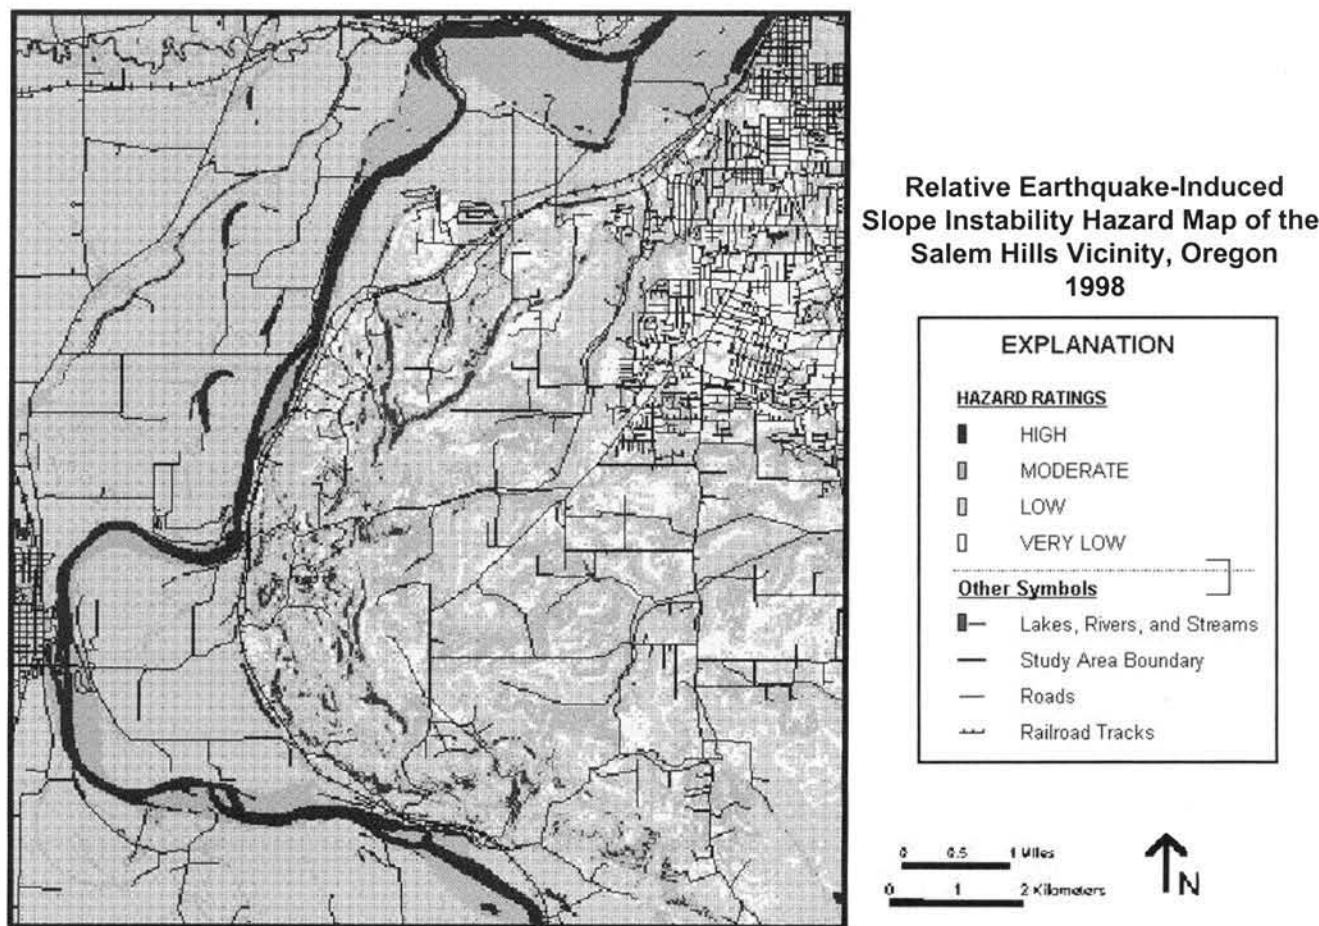 Relative Earthquake-Induced
Slope Instability Hazard Map of the
Salem Hills Vicinity, Oregon
1998
EXPLANATION
HAZARD RATINGS
HIGH
MODERATE
LOW
VERY LOW
Other Symbols
Lakes, Rivers, and Streams
Study Area Boundary
Roads
Railroad Tracks
0 0.5 1 Miles
0 1 2 Kilometers
N